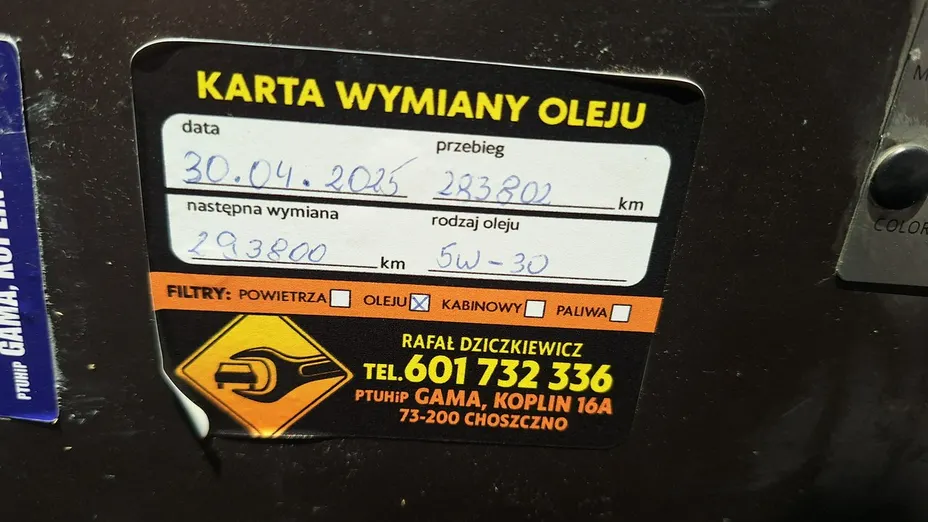 KARTA WYMIANY OLEJU
data
przebieg
30.04.2025 283802 km
następna wymiana
rodzaj oleju
293800 km 5W-30
FILTRY: POWIETRZA OLEJU X KABINOWY PALIWA
RAFAŁ DZICZKIEWICZ
TEL. 601 732 336
PTUHiP GAMA, KOPLIN 16A
73-200 CHOSZCZNO
PTUHiP GAMA, KOPLIN
COLOR